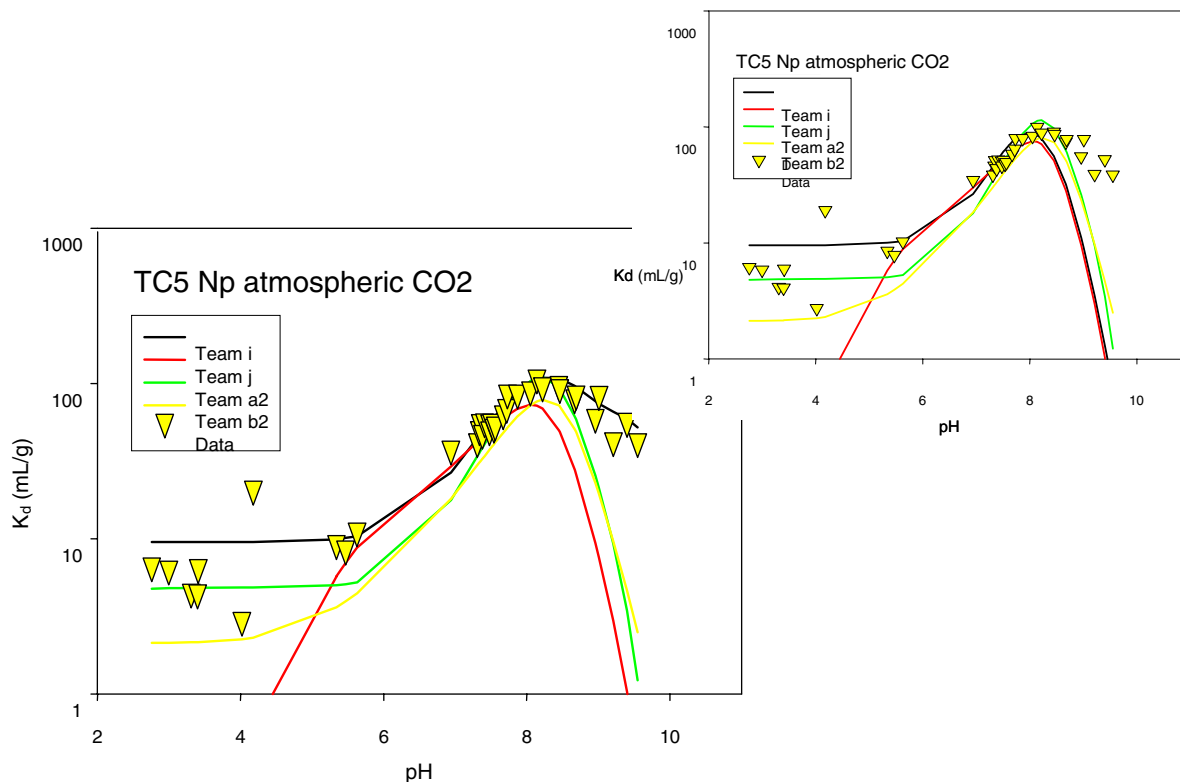 1000
TC5 Np atmospheric CO2
Team i
Team j
Team a2
Team b2
D
Data
100
10
1
Kd (mL/g)
2
4
6
8
10
pH
1000
TC5 Np atmospheric CO2
Team i
Team j
Team a2
Team b2
Data
100
10
1
Kd (mL/g)
2
4
6
8
10
pH